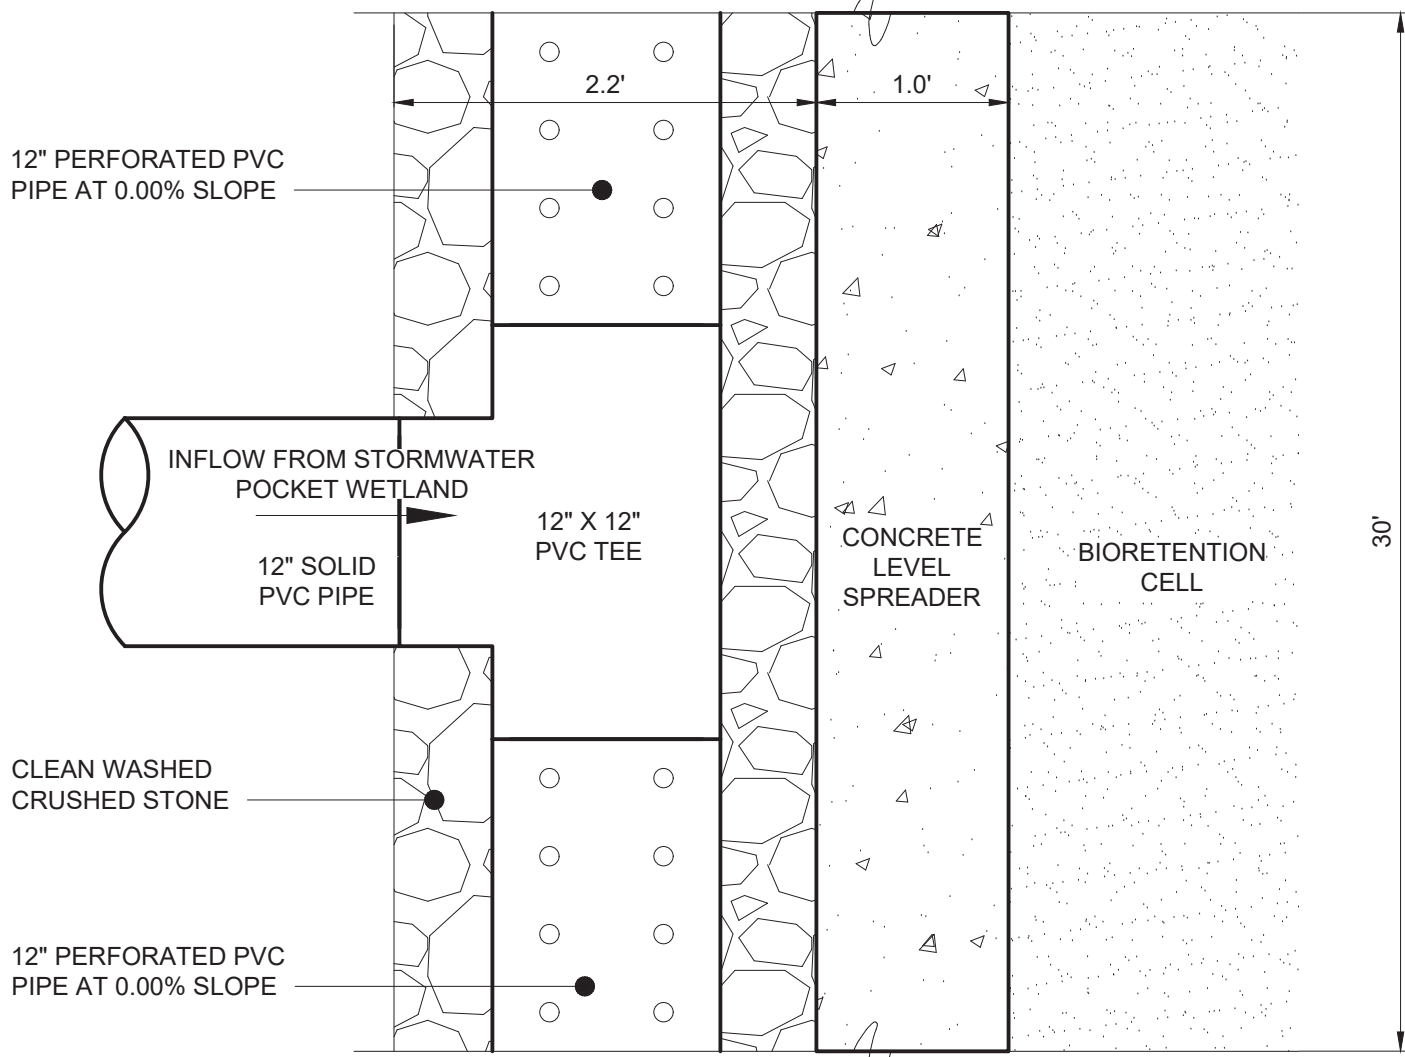 2.2'
1.0'
12" PERFORATED PVC
PIPE AT 0.00% SLOPE
INFLOW FROM STORMWATER
POCKET WETLAND
12" SOLID
PVC PIPE
12" X 12"
PVC TEE
CONCRETE
LEVEL
SPREADER
BIORETENTION
CELL
30'
CLEAN WASHED
CRUSHED STONE
12" PERFORATED PVC
PIPE AT 0.00% SLOPE